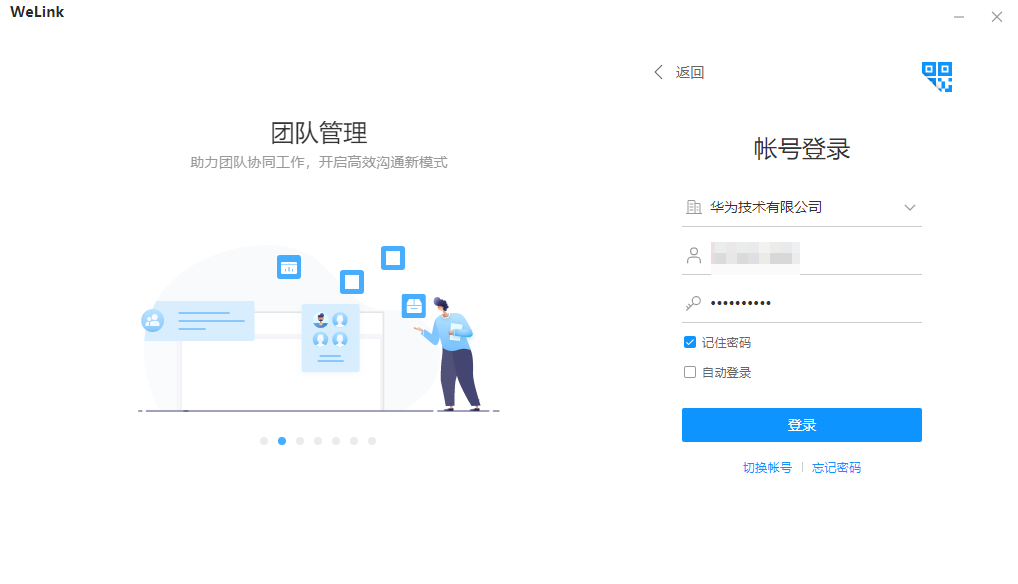 WeLink
团队管理
助力团队协同工作，开启高效沟通新模式
返回
帐号登录
华为技术有限公司
••••••••••
记住密码
自动登录
登录
切换帐号 | 忘记密码